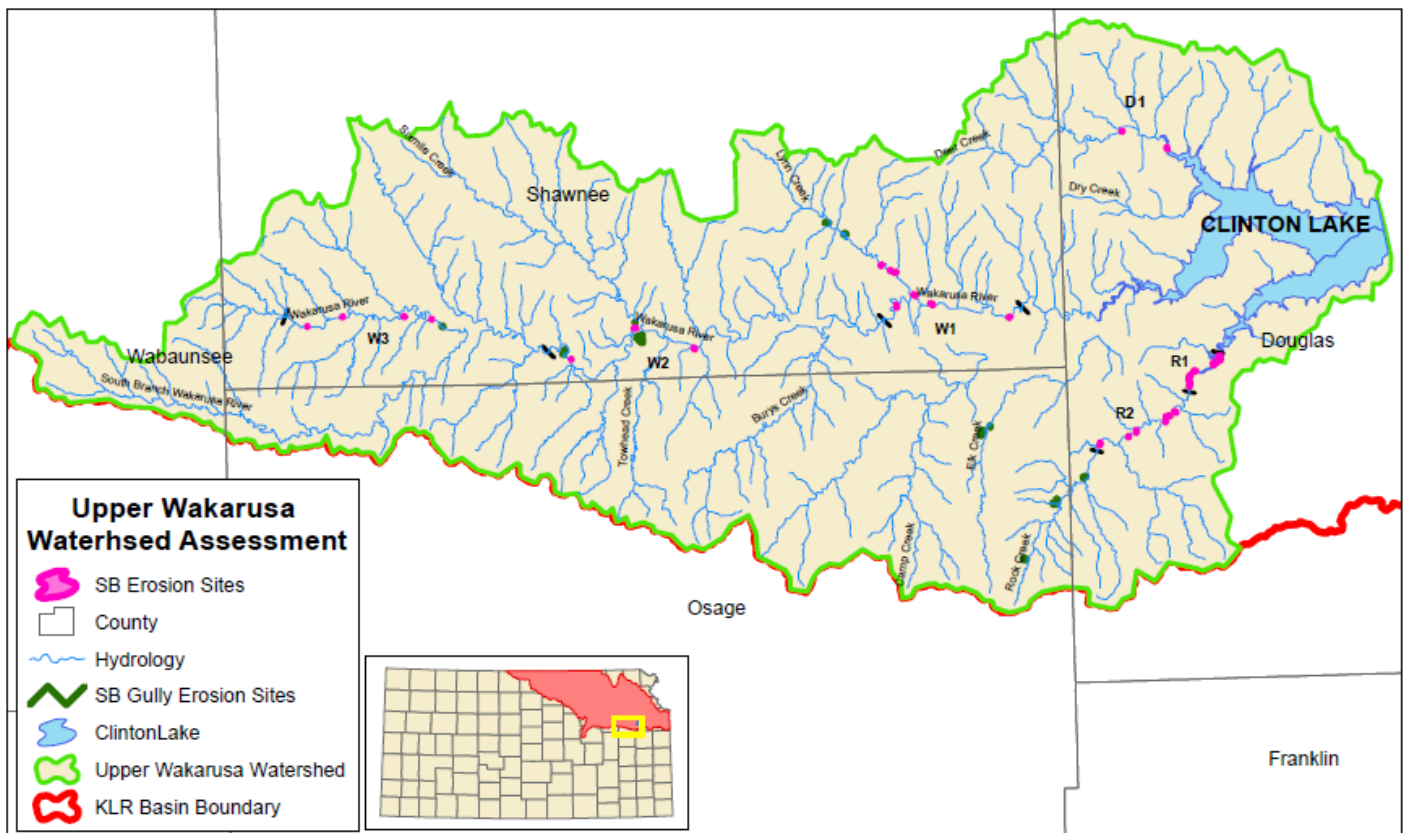 D1
Sixmile Creek
Deer Creek
Lynn Creek
Shawnee
Dry Creek
CLINTON LAKE
Wakarusa River
Wakarusa River
Wakarusa River
W3
W1
Wabaunsee
W2
Douglas
R1
South Branch Wakarusa River
Burys Creek
R2
Towhead Creek
Elk Creek
Camp Creek
Rock Creek
Osage
Franklin
Upper Wakarusa
Waterhsed Assessment
SB Erosion Sites
County
Hydrology
SB Gully Erosion Sites
ClintonLake
Upper Wakarusa Watershed
KLR Basin Boundary